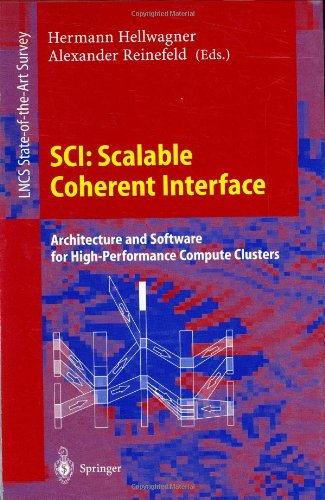 LNCS State-of-the-Art Survey
Hermann Hellwagner
Alexander Reinefeld (Eds.)
SCI: Scalable
Coherent Interface
Architecture and Software
for High-Performance Compute Clusters
Springer